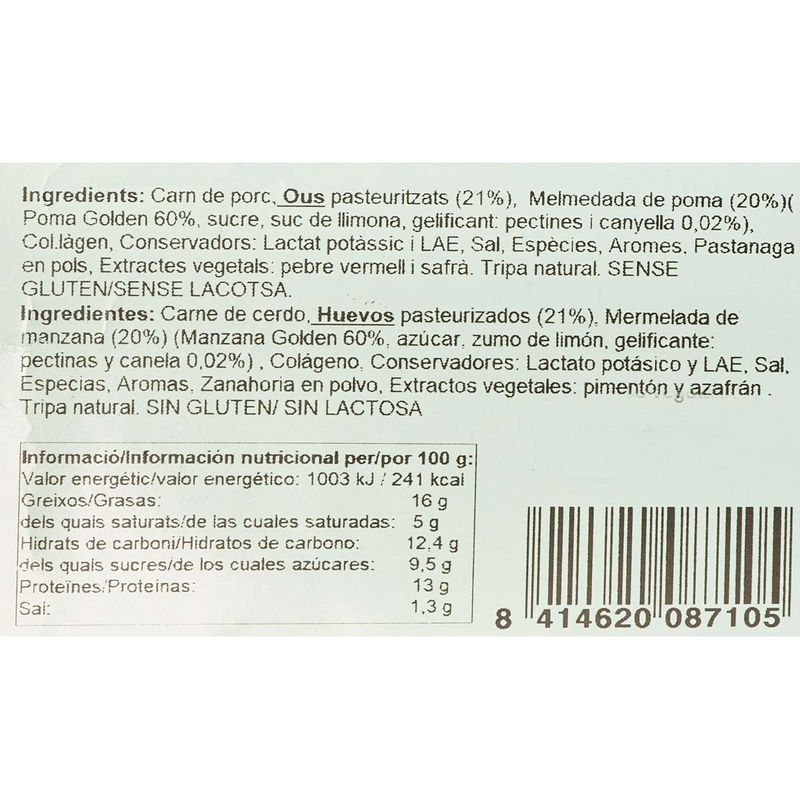 Ingredients: Carn de porc, Ous pasteuritzats (21%), Melmedada de poma (20%)(
Poma Golden 60%, sucre, suc de llimona, gelificant: pectines i canyella 0,02%),
Col.làgen, Conservadors: Lactat potàssic i LAE, Sal, Espècies, Aromes, Pastanaga
en pols, Extractes vegetals: pebre vermell i safrà. Tripa natural. SENSE
GLUTEN/SENSE LACOTSA.
Ingredientes: Carne de cerdo, Huevos pasteurizados (21%), Mermelada de
manzana (20%) (Manzana Golden 60%, azúcar, zumo de limón, gelificante:
pectinas y canela 0,02%) , Colágeno, Conservadores: Lactato potásico y LAE, Sal,
Especias, Aromas, Zanahoria en polvo, Extractos vegetales: pimentón y azafrán .
Tripa natural. SIN GLUTEN/ SIN LACTOSA
Informació/Información nutricional per/por 100 g:
Valor energétic/valor energético: 1003 kJ / 241 kcal
Greixos/Grasas: 16 g
dels quals saturats/de las cuales saturadas: 5 g
Hidrats de carboni/Hidratos de carbono: 12,4 g
dels quals sucres/de los cuales azúcares: 9,5 g
Proteïnes/Proteínas: 13 g
Sal: 1,3 g
8 414620 087105